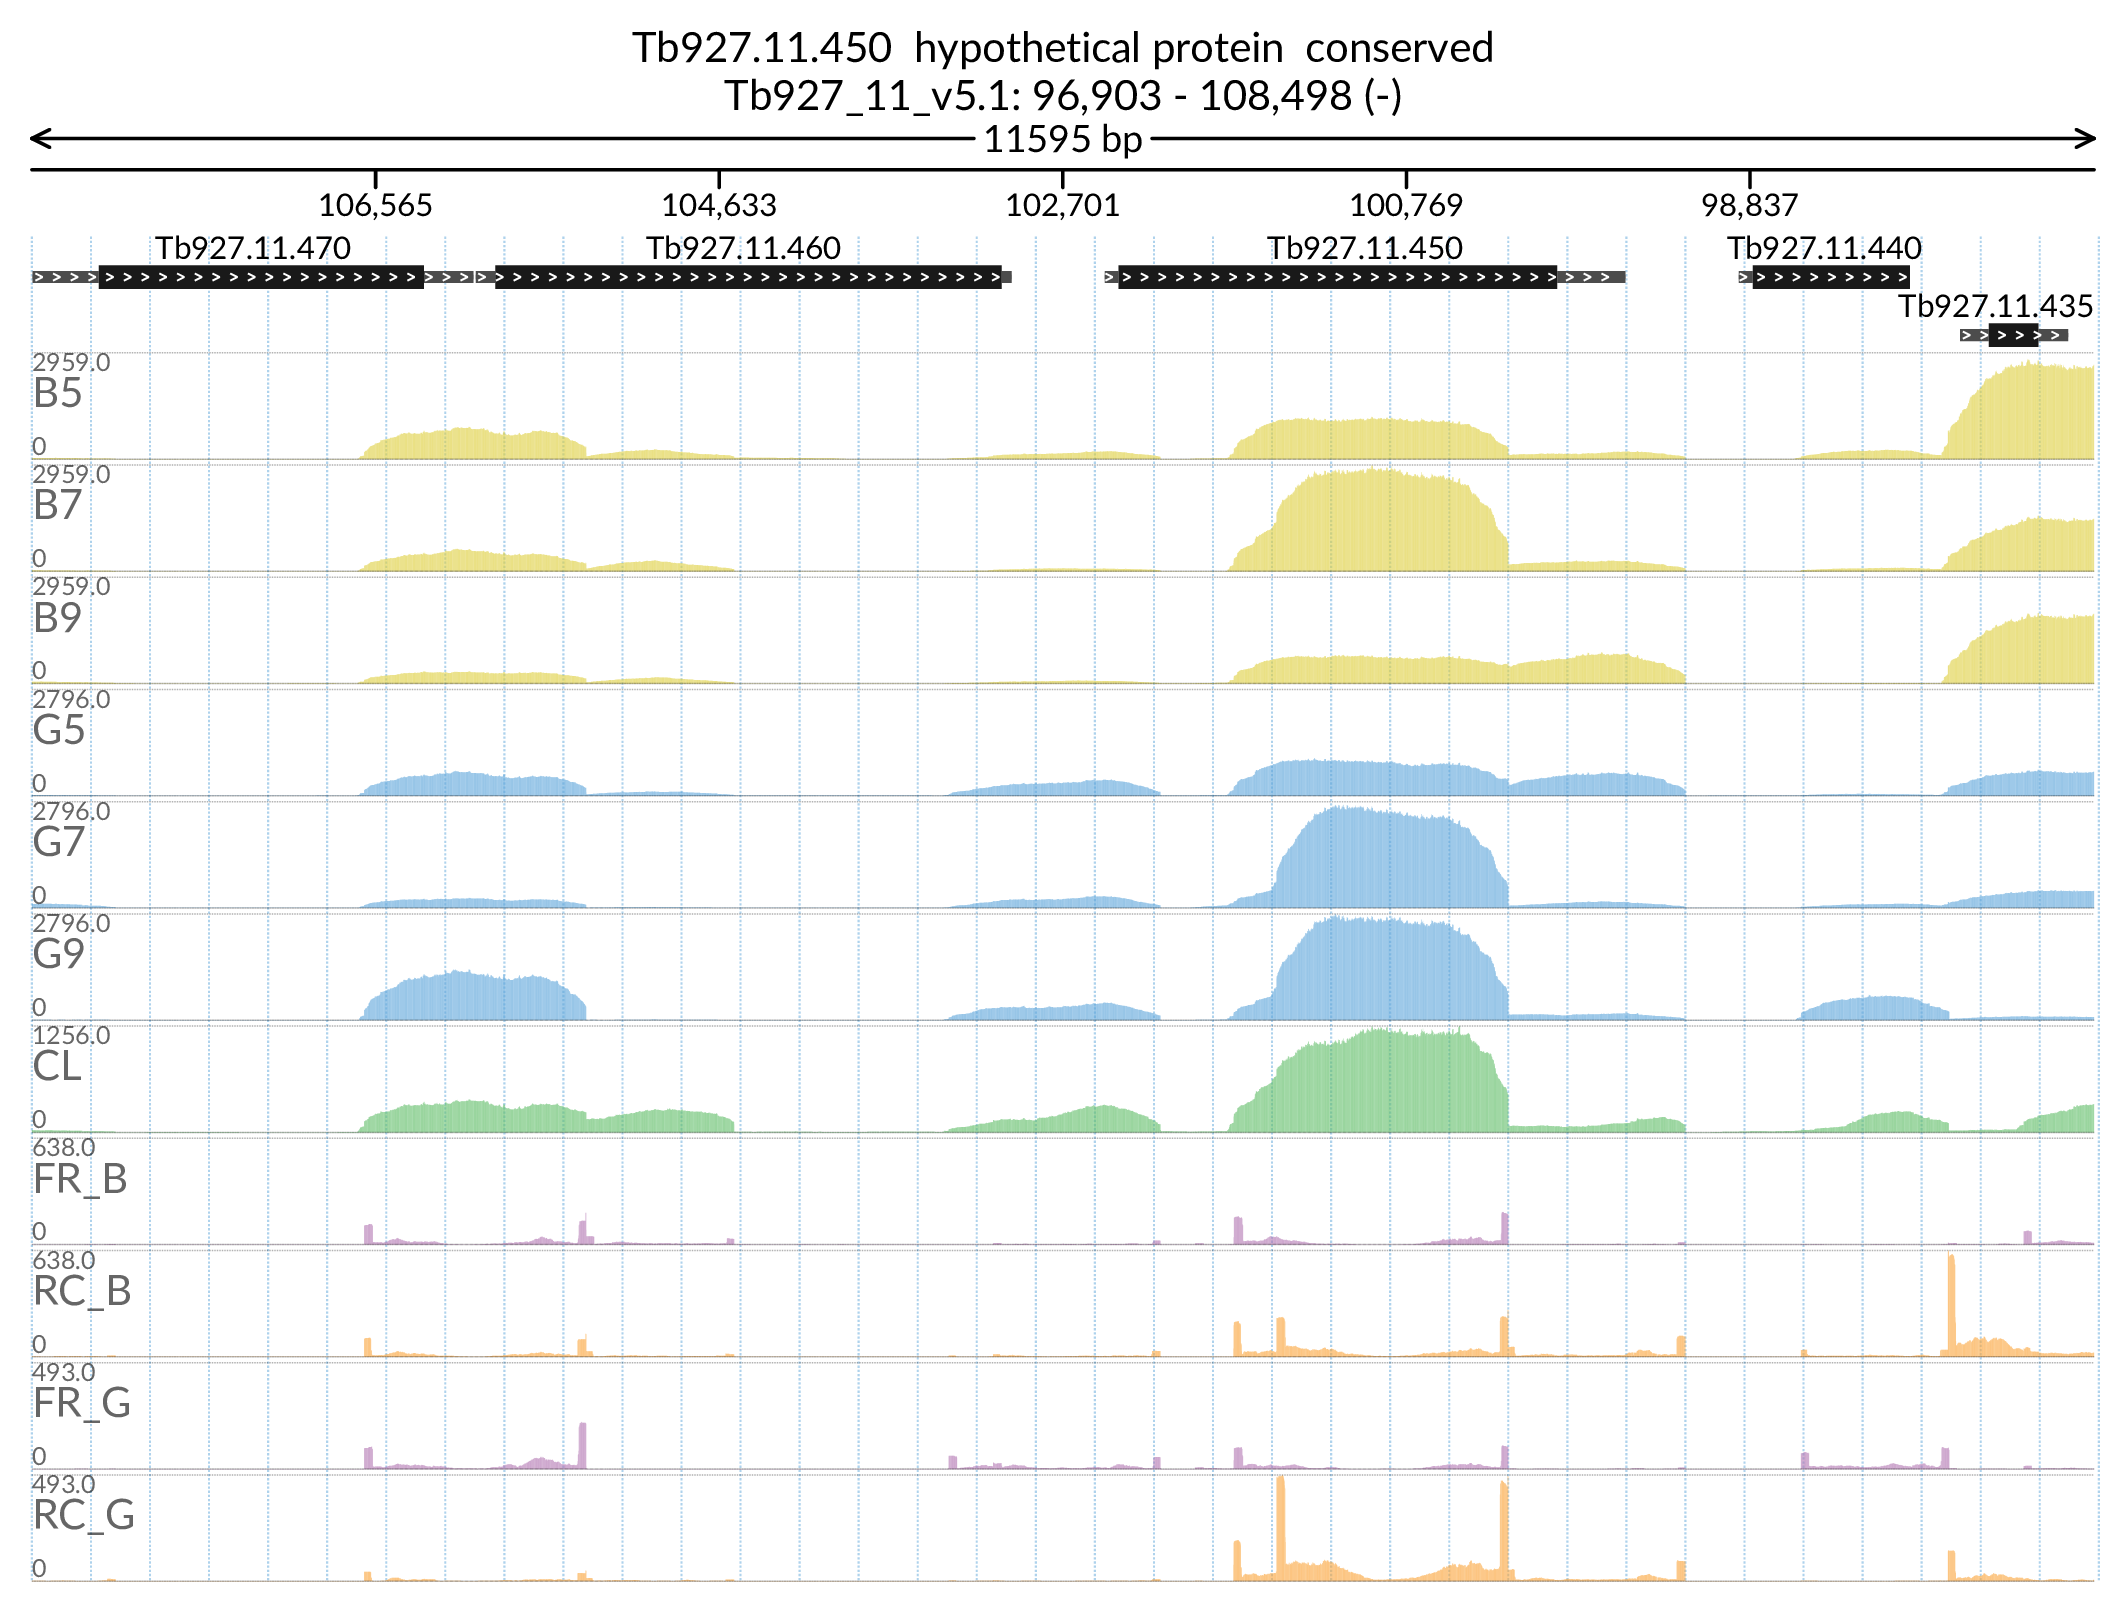 Tb927.11.450  hypothetical protein  conserved
Tb927_11_v5.1: 96,903 - 108,498 (-)
11595 bp
106,565 104,633 102,701 100,769 98,837
Tb927.11.470 Tb927.11.460 Tb927.11.450 Tb927.11.440
Tb927.11.435
2959.0
B5
0
2959.0
B7
0
2959.0
B9
0
2796.0
G5
0
2796.0
G7
0
2796.0
G9
0
1256.0
CL
0
638.0
FR_B
0
638.0
RC_B
0
493.0
FR_G
0
493.0
RC_G
0